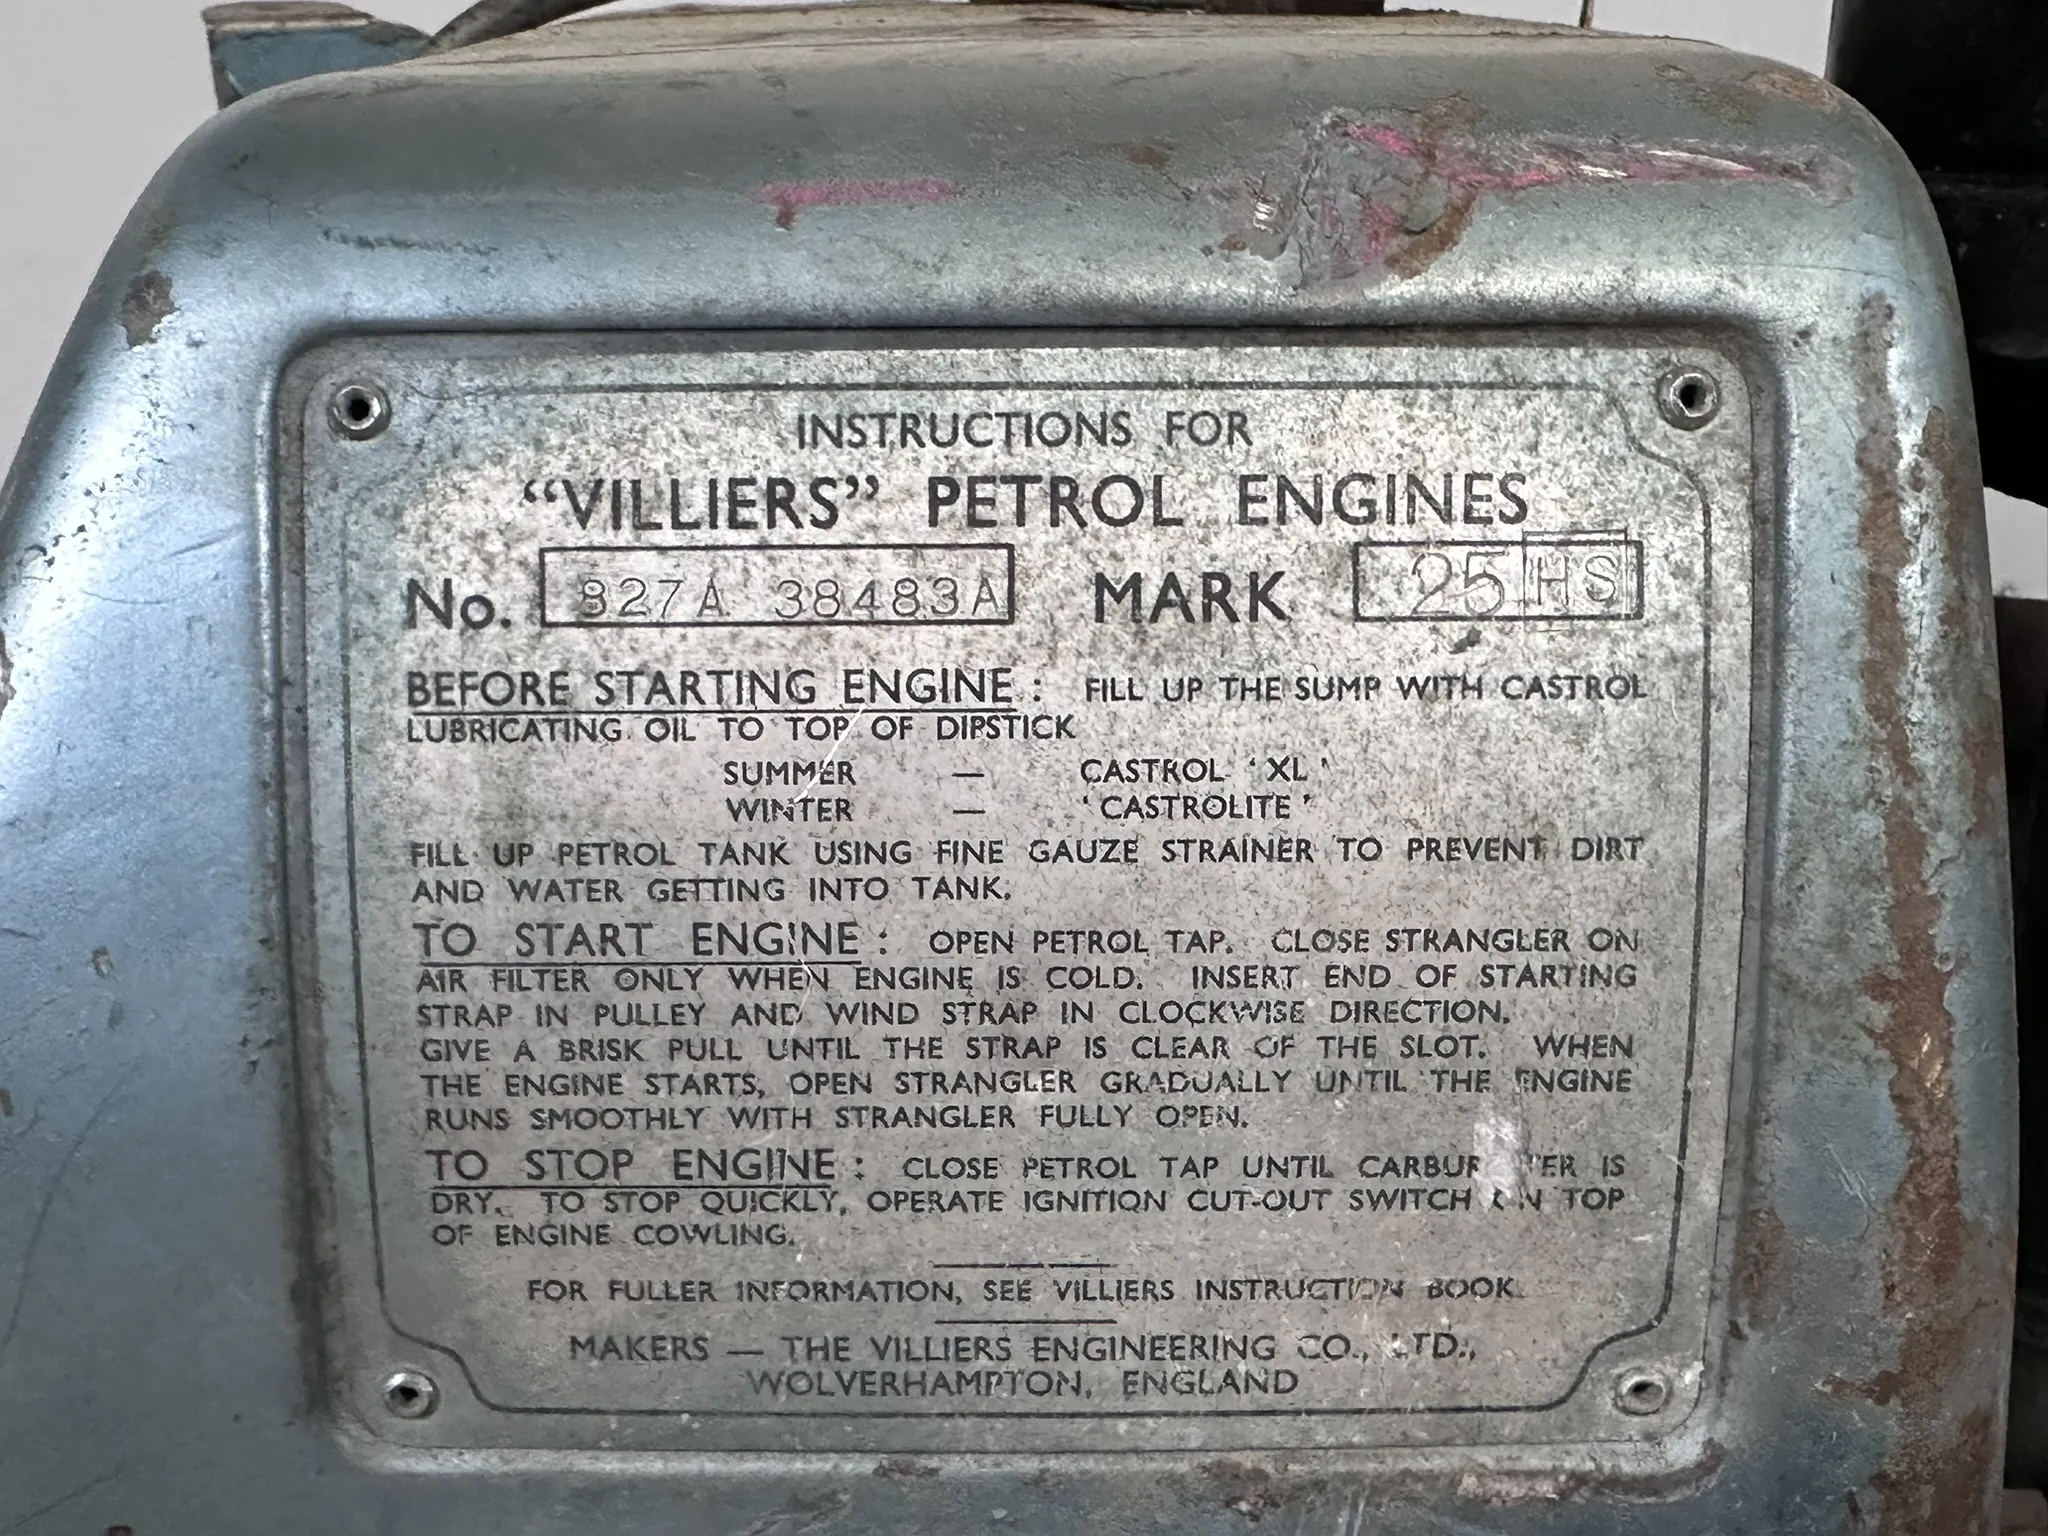 INSTRUCTIONS FOR
“VILLIERS” PETROL ENGINES
No. 827A 38483A MARK 25 HS
BEFORE STARTING ENGINE : FILL UP THE SUMP WITH CASTROL
LUBRICATING OIL TO TOP OF DIPSTICK
SUMMER — CASTROL ‘ XL ’
WINTER — ‘ CASTROLITE ’
FILL UP PETROL TANK USING FINE GAUZE STRAINER TO PREVENT DIRT
AND WATER GETTING INTO TANK.
TO START ENGINE : OPEN PETROL TAP. CLOSE STRANGLER ON
AIR FILTER ONLY WHEN ENGINE IS COLD. INSERT END OF STARTING
STRAP IN PULLEY AND WIND STRAP IN CLOCKWISE DIRECTION.
GIVE A BRISK PULL UNTIL THE STRAP IS CLEAR OF THE SLOT. WHEN
THE ENGINE STARTS, OPEN STRANGLER GRADUALLY UNTIL THE ENGINE
RUNS SMOOTHLY WITH STRANGLER FULLY OPEN.
TO STOP ENGINE : CLOSE PETROL TAP UNTIL IS
DRY. TO STOP QUICKLY, OPERATE IGNITION CUT-OUT SWITCH ON TOP
OF ENGINE COWLING.
FOR FULLER INFORMATION, SEE VILLIERS INSTRUCTION BOOK.
MAKERS — THE VILLIERS ENGINEERING CO., LTD.,
WOLVERHAMPTON, ENGLAND